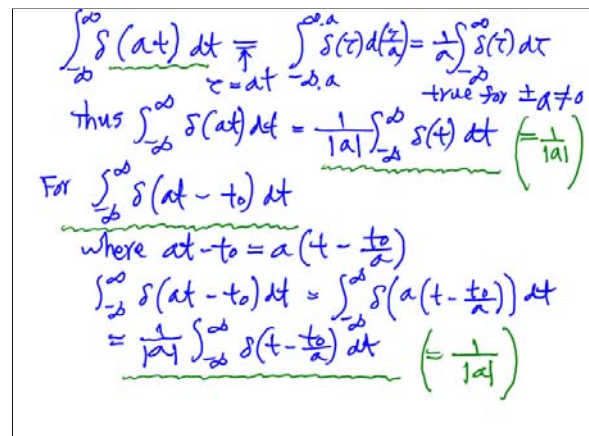 ∫_{-∞}^{∞} δ(at) dt = ∫_{-∞·a}^{∞·a} δ(τ) d(τ/a) = 1/a ∫_{-∞}^{∞} δ(τ) dτ
↑ τ = at
true for ±a ≠ 0
thus ∫_{-∞}^{∞} δ(at) dt = 1/|a| ∫_{-∞}^{∞} δ(t) dt (= 1/|a|)
For ∫_{-∞}^{∞} δ(at - t₀) dt
where at - t₀ = a(t - t₀/a)
∫_{-∞}^{∞} δ(at - t₀) dt = ∫_{-∞}^{∞} δ(a(t - t₀/a)) dt
= 1/|a| ∫_{-∞}^{∞} δ(t - t₀/a) dt (= 1/|a|)